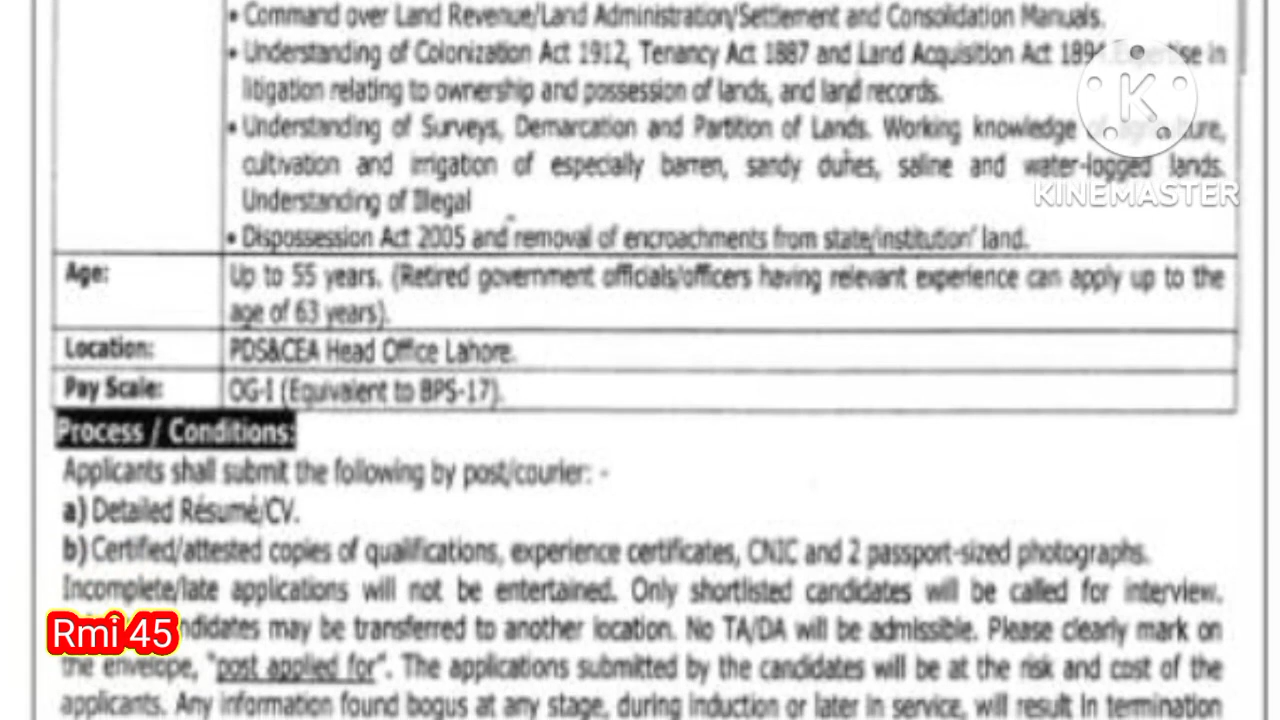 • Command over Land Revenue/Land Administration/Settlement and Consolidation Manuals.
• Understanding of Colonization Act 1912, Tenancy Act 1887 and Land Acquisition Act 1894. Expertise in
litigation relating to ownership and possession of lands, and land records.
• Understanding of Surveys, Demarcation and Partition of Lands. Working knowledge of agriculture,
cultivation and irrigation of especially barren, sandy dunes, saline and water-logged lands.
Understanding of Illegal
• Dispossession Act 2005 and removal of encroachments from state/institution' land.
Age: Up to 55 years. (Retired government officials/officers having relevant experience can apply up to the
age of 63 years).
Location: PDS&CEA Head Office Lahore.
Pay Scale: OG-I (Equivalent to BPS-17).
Process / Conditions:
Applicants shall submit the following by post/courier: -
a) Detailed Résumé/CV.
b) Certified/attested copies of qualifications, experience certificates, CNIC and 2 passport-sized photographs.
Incomplete/late applications will not be entertained. Only shortlisted candidates will be called for interview.
candidates may be transferred to another location. No TA/DA will be admissible. Please clearly mark on
the envelope, "post applied for". The applications submitted by the candidates will be at the risk and cost of the
applicants. Any information found bogus at any stage, during induction or later in service, will result in termination
K
KINEMASTER
Rmî 45